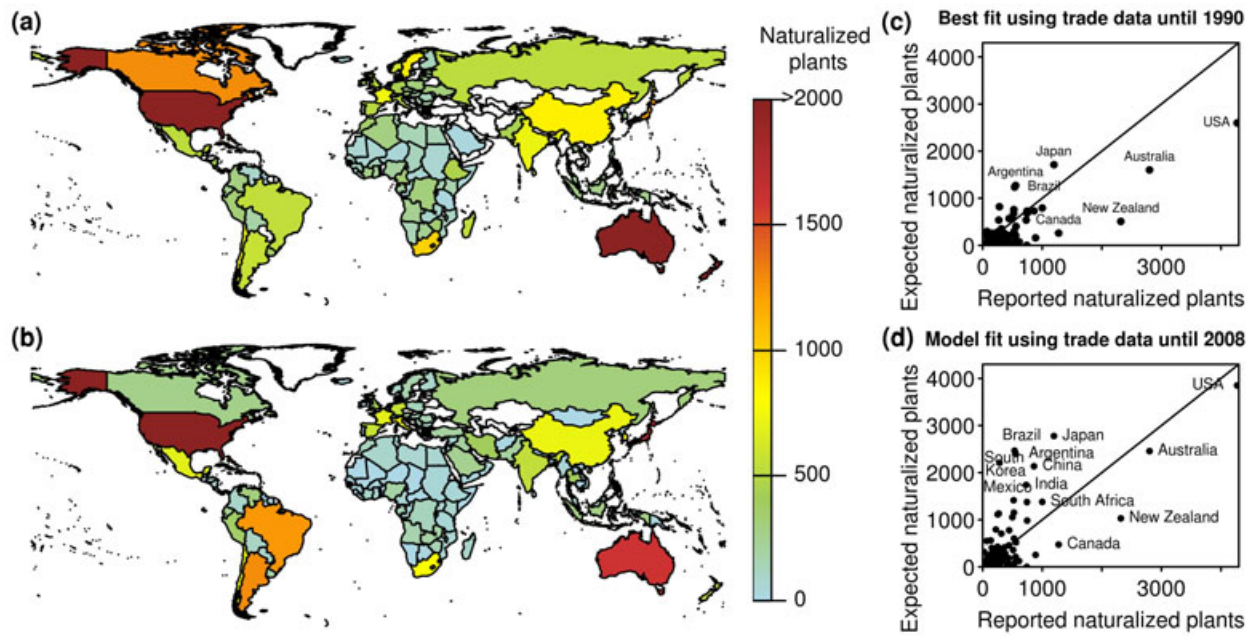 (a)
(b)
Naturalized
plants
>2000
1500
1000
500
0
(c) Best fit using trade data until 1990
Expected naturalized plants
4000
3000
2000
1000
0
USA
Japan
Australia
Argentina
Brazil
New Zealand
Canada
0 1000 3000
Reported naturalized plants
(d) Model fit using trade data until 2008
Expected naturalized plants
4000
3000
2000
1000
0
USA
Brazil
Japan
South
Korea
Argentina
Australia
China
Mexico
India
South Africa
New Zealand
Canada
0 1000 3000
Reported naturalized plants